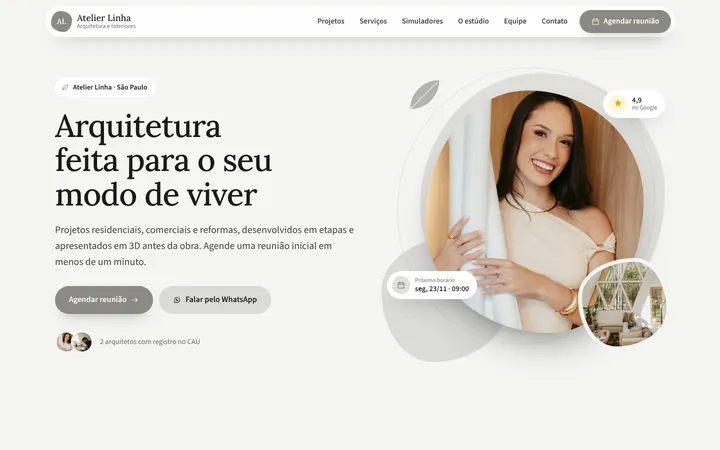 AL
Atelier Linha
Arquitetura e Interiores
Projetos
Serviços
Simuladores
O estúdio
Equipe
Contato
Agendar reunião
Atelier Linha · São Paulo
Arquitetura
feita para o seu
modo de viver
Projetos residenciais, comerciais e reformas, desenvolvidos em etapas e
apresentados em 3D antes da obra. Agende uma reunião inicial em
menos de um minuto.
Agendar reunião →
Falar pelo WhatsApp
2 arquitetos com registro no CAU
4,9
no Google
Próximo horário
seg, 23/11 · 09:00